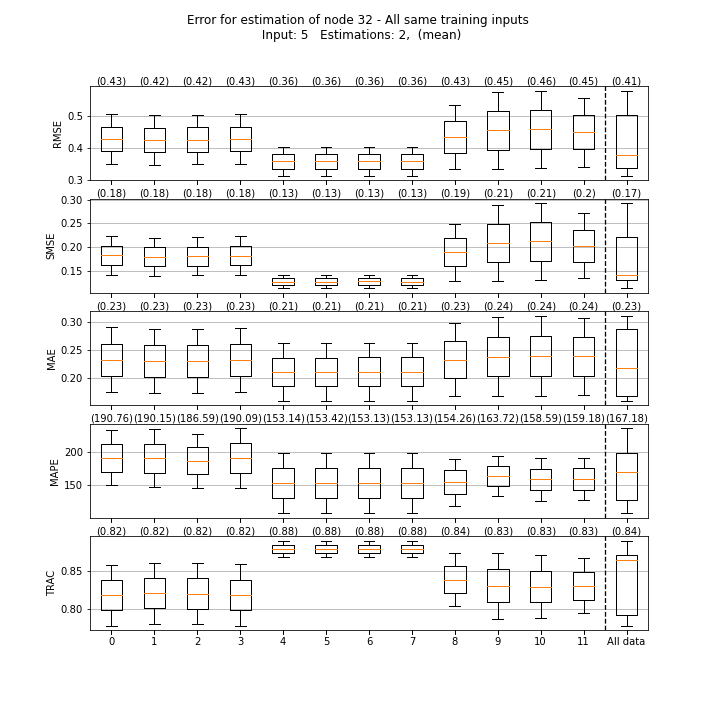 Error for estimation of node 32 - All same training inputs
Input: 5 Estimations: 2, (mean)
(0.43) (0.42) (0.42) (0.43) (0.36) (0.36) (0.36) (0.36) (0.43) (0.45) (0.46) (0.45) (0.41)
RMSE
0.5
0.4
0.3
(0.18) (0.18) (0.18) (0.18) (0.13) (0.13) (0.13) (0.13) (0.19) (0.21) (0.21) (0.2) (0.17)
SMSE
0.30
0.25
0.20
0.15
(0.23) (0.23) (0.23) (0.23) (0.21) (0.21) (0.21) (0.21) (0.23) (0.24) (0.24) (0.24) (0.23)
MAE
0.30
0.25
0.20
(190.76) (190.15) (186.59) (190.09) (153.14) (153.42) (153.13) (153.13) (154.26) (163.72) (158.59) (159.18) (167.18)
MAPE
200
150
(0.82) (0.82) (0.82) (0.82) (0.88) (0.88) (0.88) (0.88) (0.84) (0.83) (0.83) (0.83) (0.84)
TRAC
0.85
0.80
0 1 2 3 4 5 6 7 8 9 10 11 All data